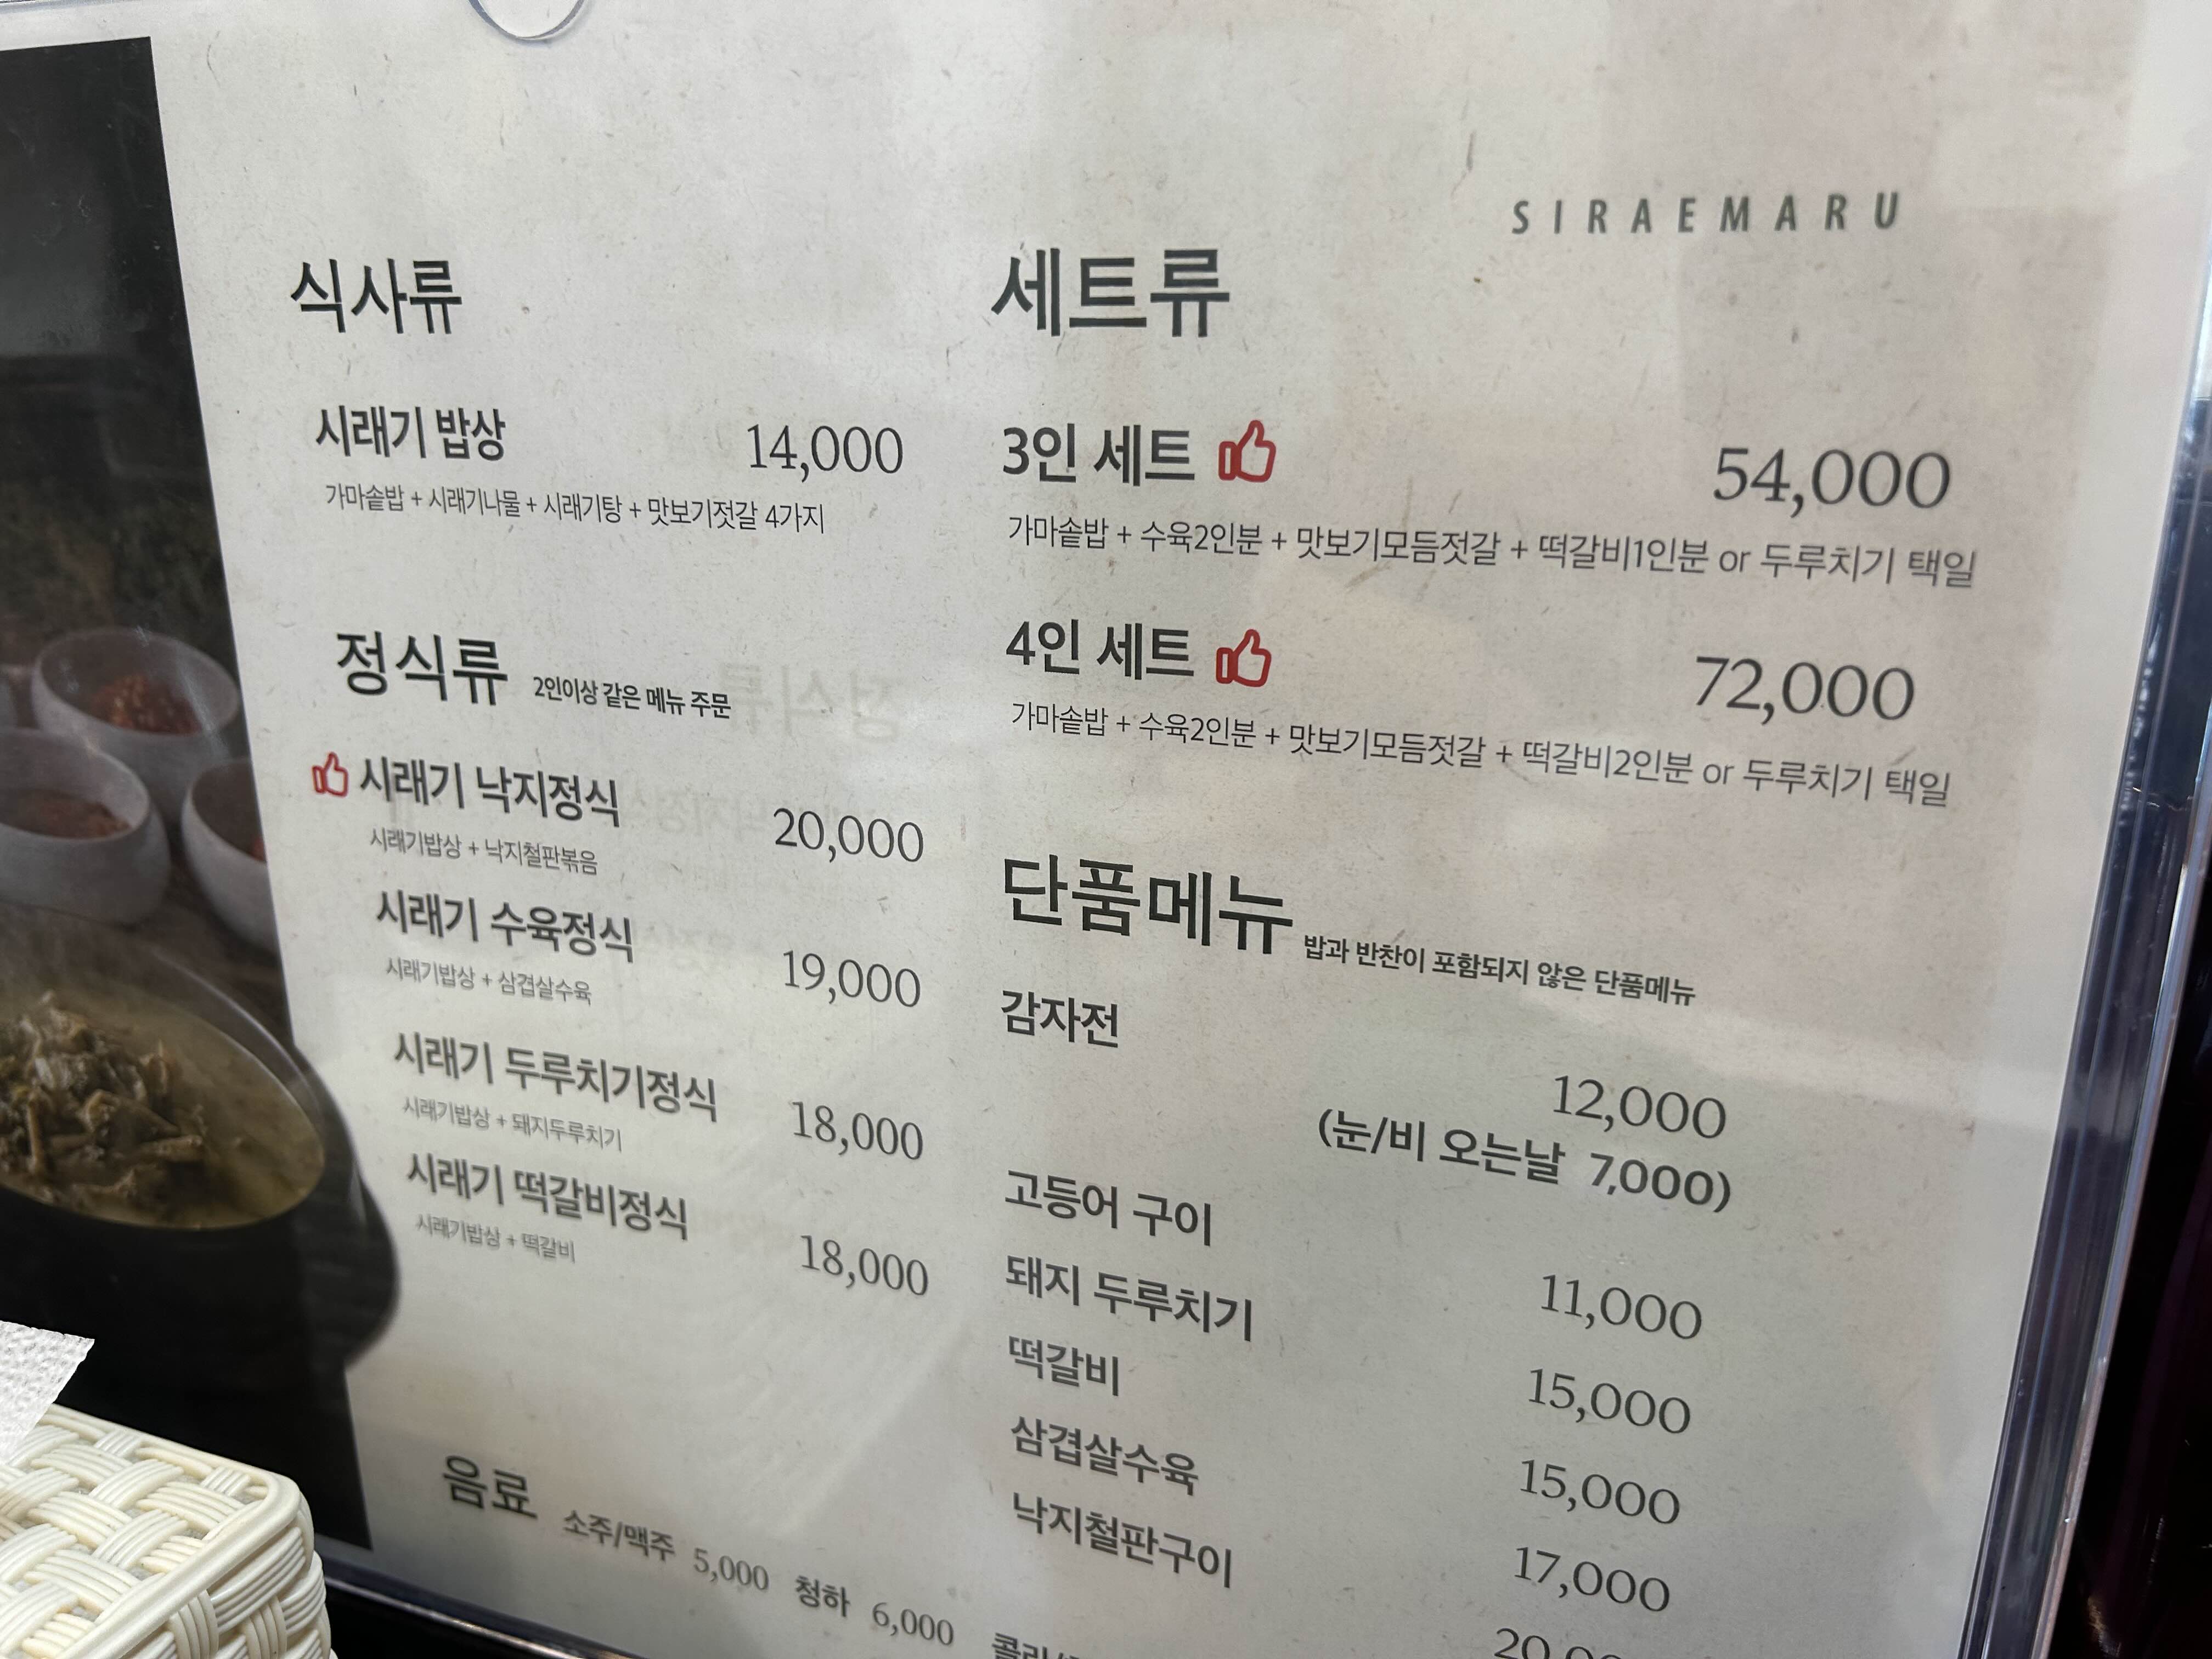 SIRAEMARU
식사류
시래기 밥상 14,000
가마솥밥 + 시래기나물 + 시래기탕 + 맛보기젓갈 4가지
정식류 2인이상 같은 메뉴 주문
시래기 낙지정식 20,000
시래기밥상 + 낙지철판볶음
시래기 수육정식 19,000
시래기밥상 + 삼겹살수육
시래기 두루치기정식 18,000
시래기밥상 + 돼지두루치기
시래기 떡갈비정식 18,000
시래기밥상 + 떡갈비
음료 소주/맥주 5,000 청하 6,000
세트류
3인 세트 54,000
가마솥밥 + 수육2인분 + 맛보기모듬젓갈 + 떡갈비1인분 or 두루치기 택일
4인 세트 72,000
가마솥밥 + 수육2인분 + 맛보기모듬젓갈 + 떡갈비2인분 or 두루치기 택일
단품메뉴 밥과 반찬이 포함되지 않은 단품메뉴
감자전 12,000
(눈/비 오는날 7,000)
고등어 구이 11,000
돼지 두루치기 15,000
떡갈비 15,000
삼겹살수육 17,000
낙지철판구이